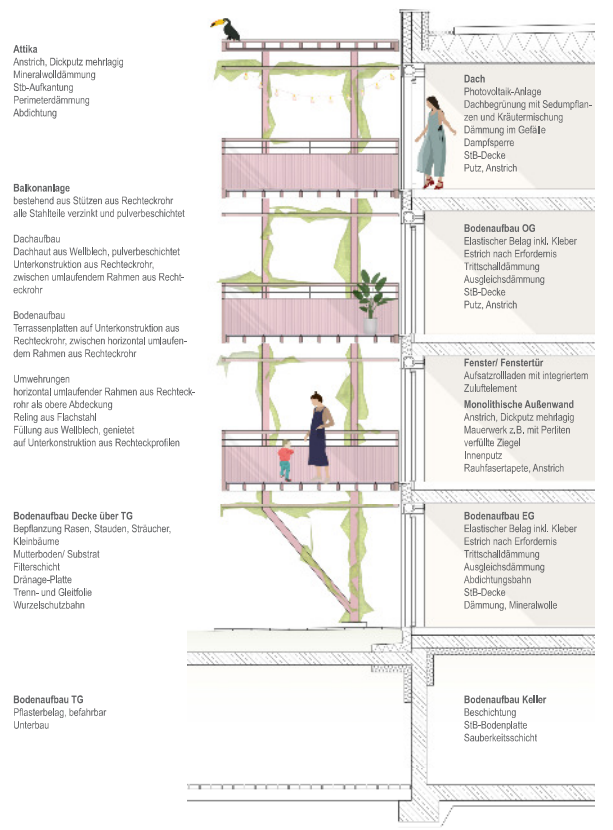 Attika
Anstrich, Dickputz mehrlagig
Mineralwolldämmung
Stb-Aufkantung
Perimeterdämmung
Abdichtung
Balkonanlage
bestehend aus Stützen aus Rechteckrohr
alle Stahlteile verzinkt und pulverbeschichtet
Dachaufbau
Dachhaut aus Wellblech, pulverbeschichtet
Unterkonstruktion aus Rechteckrohr,
zwischen umlaufendem Rahmen aus Recht-
eckrohr
Bodenaufbau
Terrassenplatten auf Unterkonstruktion aus
Rechteckrohr, zwischen horizontal umlaufen-
dem Rahmen aus Rechteckrohr
Umwehrungen
horizontal umlaufender Rahmen aus Rechteck-
rohr als obere Abdeckung
Reling aus Flachstahl
Füllung aus Wellblech, genietet
auf Unterkonstruktion aus Rechteckprofilen
Bodenaufbau Decke über TG
Bepflanzung Rasen, Stauden, Sträucher,
Kleinbäume
Mutterboden/ Substrat
Filterschicht
Dränage-Platte
Trenn- und Gleitfolie
Wurzelschutzbahn
Bodenaufbau TG
Pflasterbelag, befahrbar
Unterbau
Dach
Photovoltaik-Anlage
Dachbegrünung mit Sedumpflan-
zen und Kräutermischung
Dämmung im Gefälle
Dampfsperre
StB-Decke
Putz, Anstrich
Bodenaufbau OG
Elastischer Belag inkl. Kleber
Estrich nach Erfordernis
Trittschalldämmung
Ausgleichsdämmung
StB-Decke
Putz, Anstrich
Fenster/ Fenstertür
Aufsatzrollladen mit integriertem
Zuluftelement
Monolithische Außenwand
Anstrich, Dickputz mehrlagig
Mauerwerk z.B. mit Perliten
verfüllte Ziegel
Innenputz
Rauhfasertapete, Anstrich
Bodenaufbau EG
Elastischer Belag inkl. Kleber
Estrich nach Erfordernis
Trittschalldämmung
Ausgleichsdämmung
Abdichtungsbahn
StB-Decke
Dämmung, Mineralwolle
Bodenaufbau Keller
Beschichtung
StB-Bodenplatte
Sauberkeitsschicht